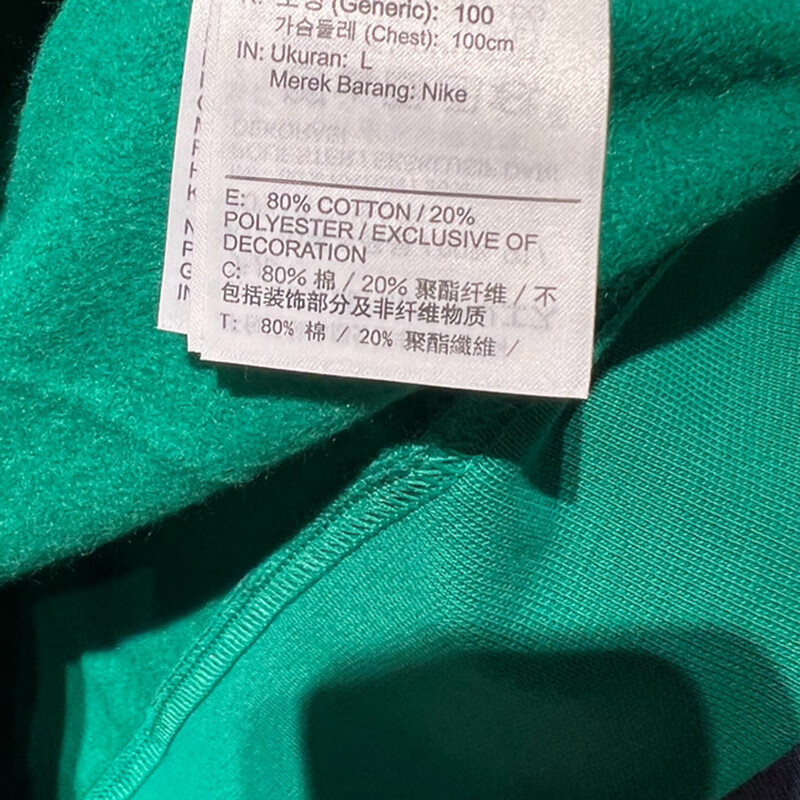 (Generic): 100
가슴둘레 (Chest): 100cm
IN: Ukuran: L
Merek Barang: Nike
E: 80% COTTON / 20%
POLYESTER / EXCLUSIVE OF
DECORATION
C: 80% 棉 / 20% 聚酯纤维 / 不
包括装饰部分及非纤维物质
T: 80% 棉 / 20% 聚酯纖維 /